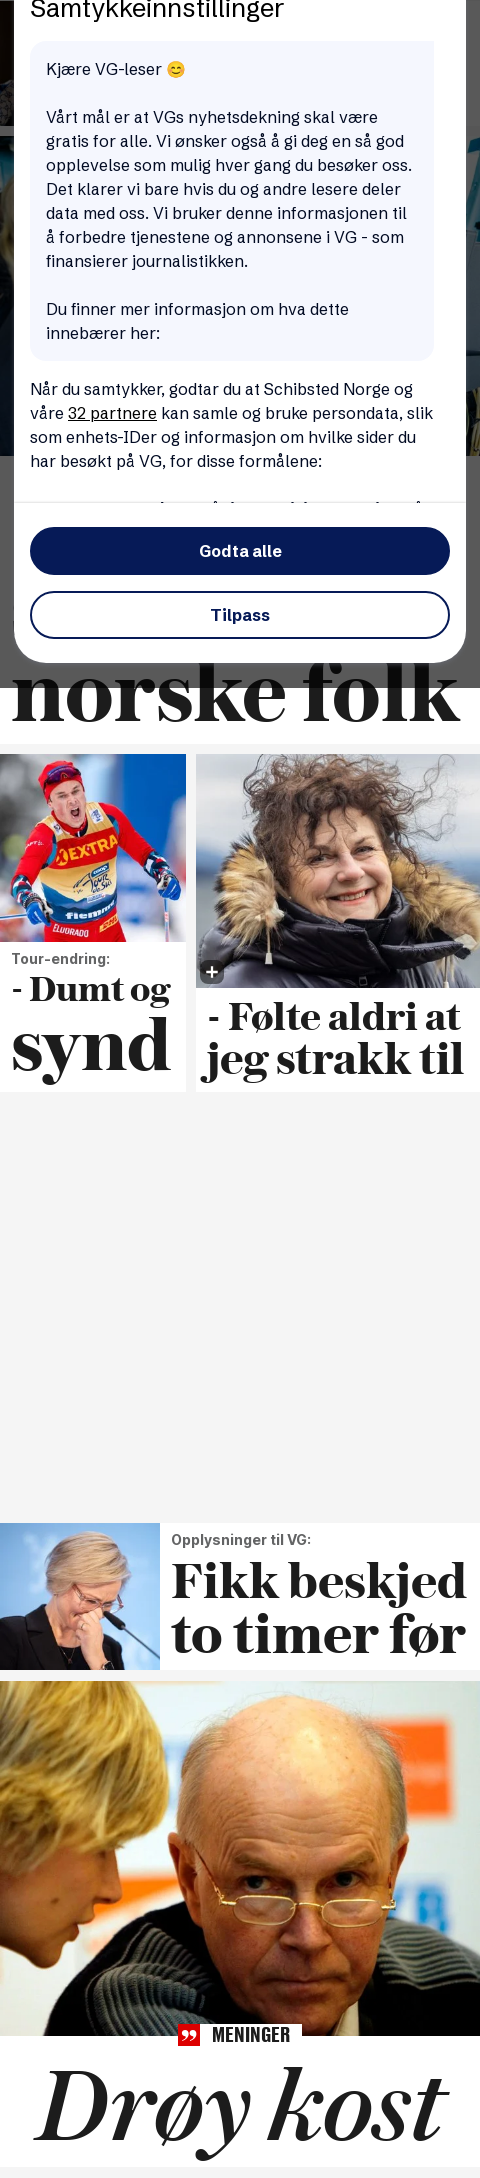 Samtykkeinnstillinger
Kjære VG-leser 😊
Vårt mål er at VGs nyhetsdekning skal være
gratis for alle. Vi ønsker også å gi deg en så god
opplevelse som mulig hver gang du besøker oss.
Det klarer vi bare hvis du og andre lesere deler
data med oss. Vi bruker denne informasjonen til
å forbedre tjenestene og annonsene i VG - som
finansierer journalistikken.
Du finner mer informasjon om hva dette
innebærer her:
Når du samtykker, godtar du at Schibsted Norge og
våre 32 partnere kan samle og bruke persondata, slik
som enhets-IDer og informasjon om hvilke sider du
har besøkt på VG, for disse formålene:
Godta alle
Tilpass
norske folk
EXTRA
fiemme
ELDORADO
Tour-endring:
- Dumt og
synd
- Følte aldri at
jeg strakk til
Opplysninger til VG:
Fikk beskjed
to timer før
MENINGER
Drøy kost